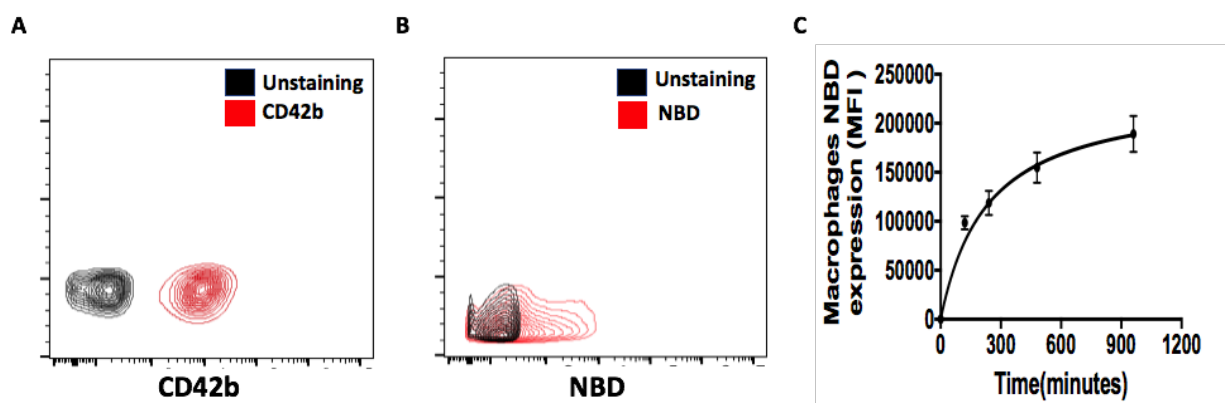 A
Unstaining
CD42b
CD42b
B
Unstaining
NBD
NBD
C
Macrophages NBD
expression (MFI)
250000
200000
150000
100000
50000
0
0 300 600 900 1200
Time(minutes)